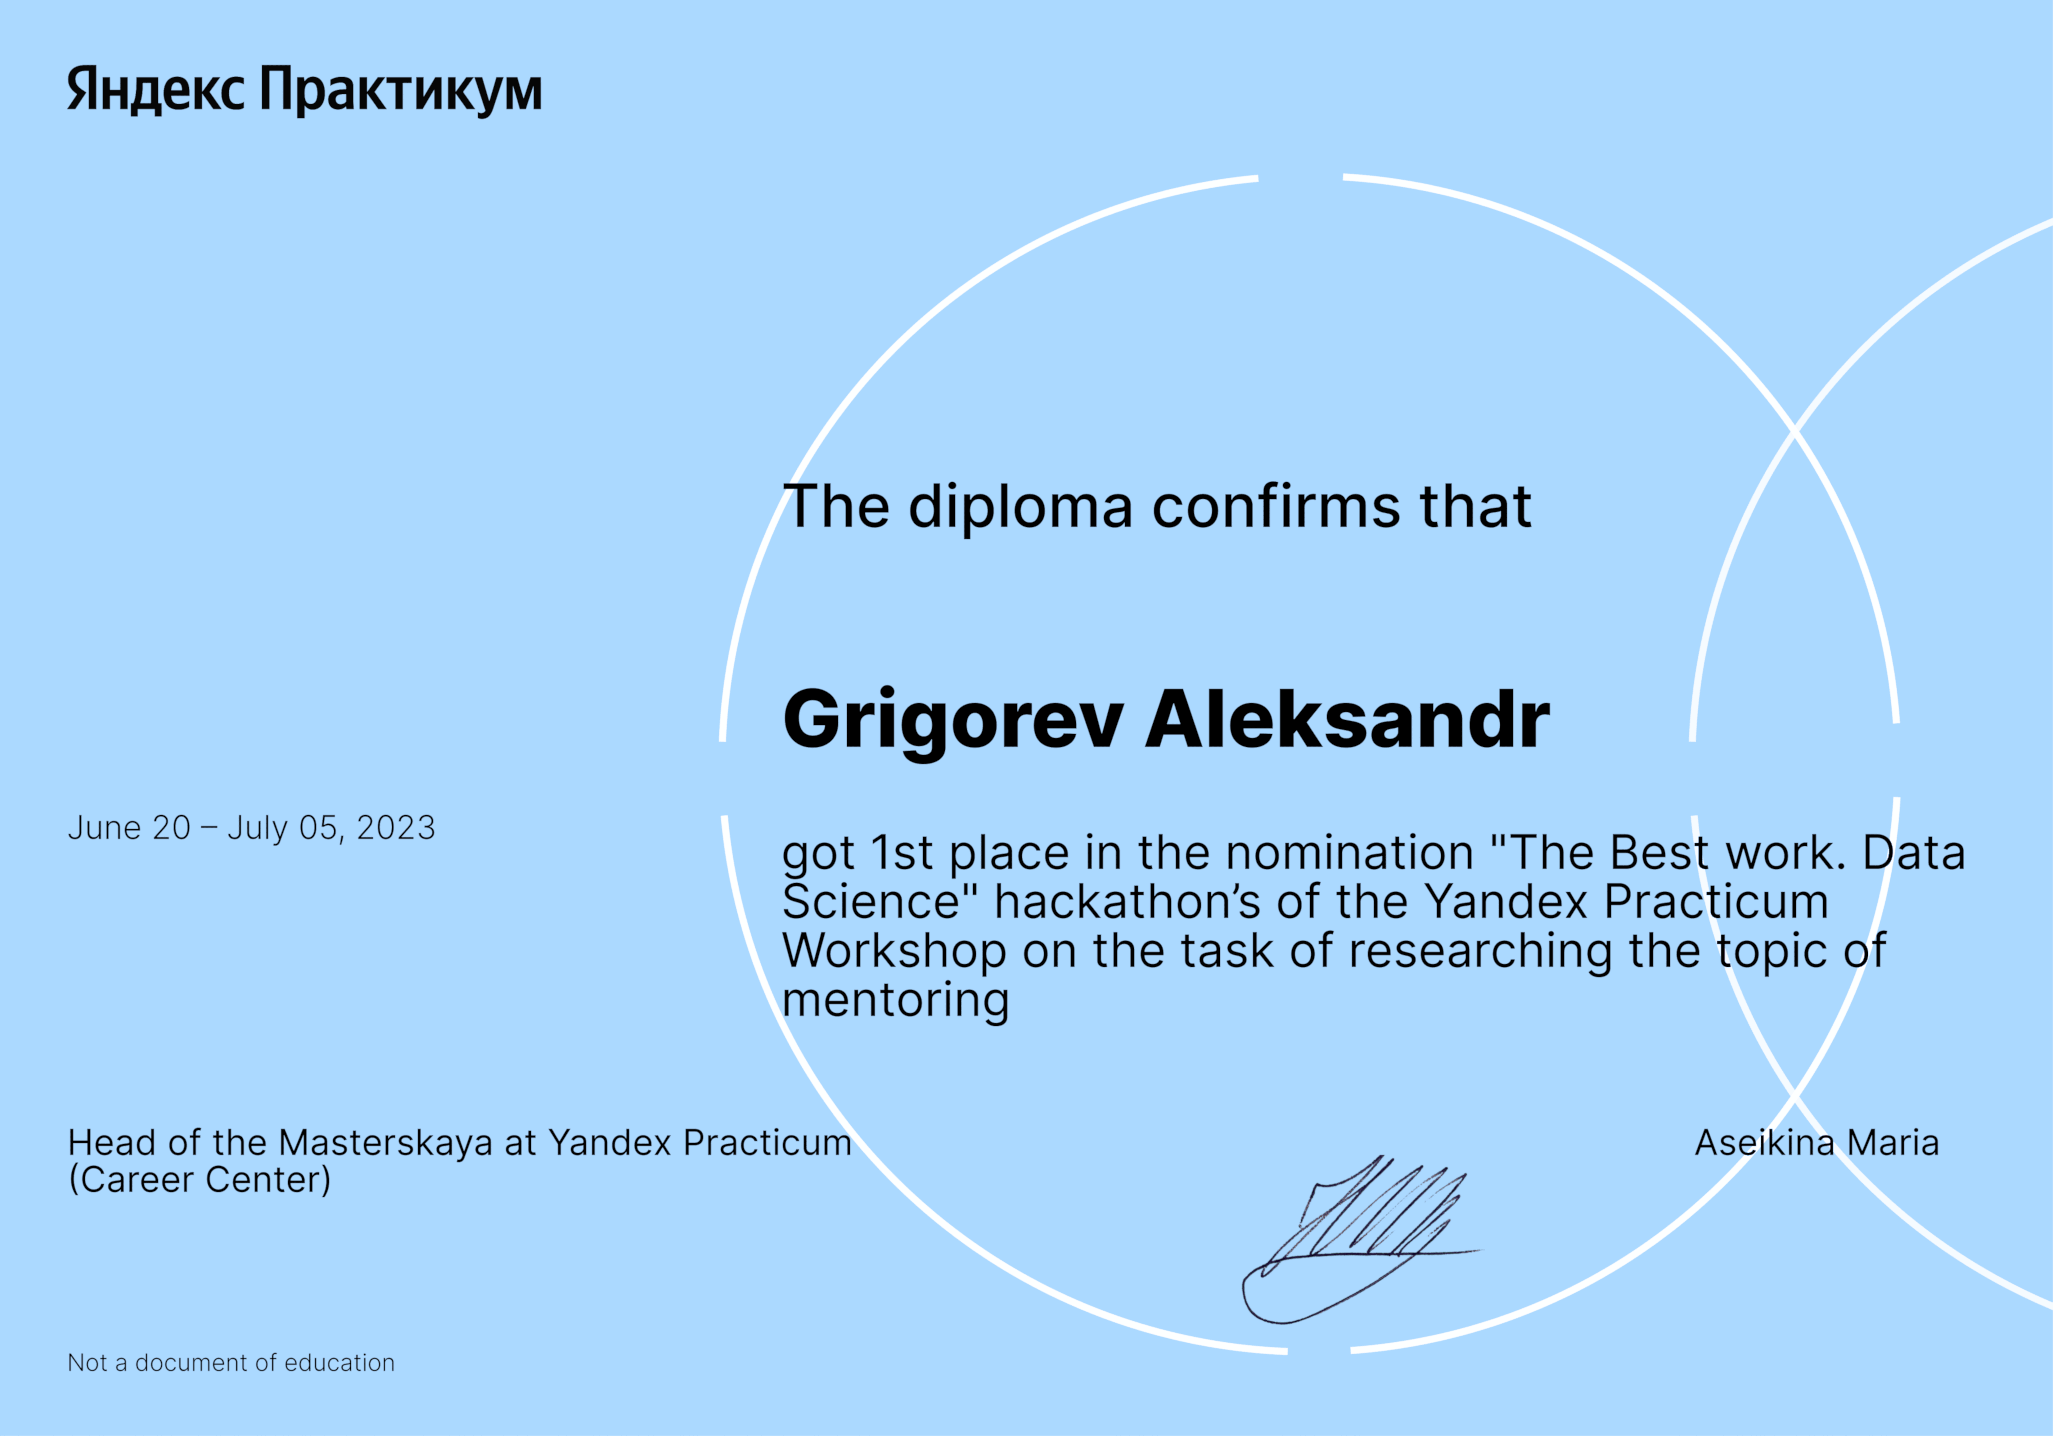 Яндекс Практикум
The diploma confirms that
Grigorev Aleksandr
June 20 – July 05, 2023
got 1st place in the nomination "The Best work. Data
Science" hackathon’s of the Yandex Practicum
Workshop on the task of researching the topic of
mentoring
Head of the Masterskaya at Yandex Practicum
(Career Center)
Aseikina Maria
Not a document of education